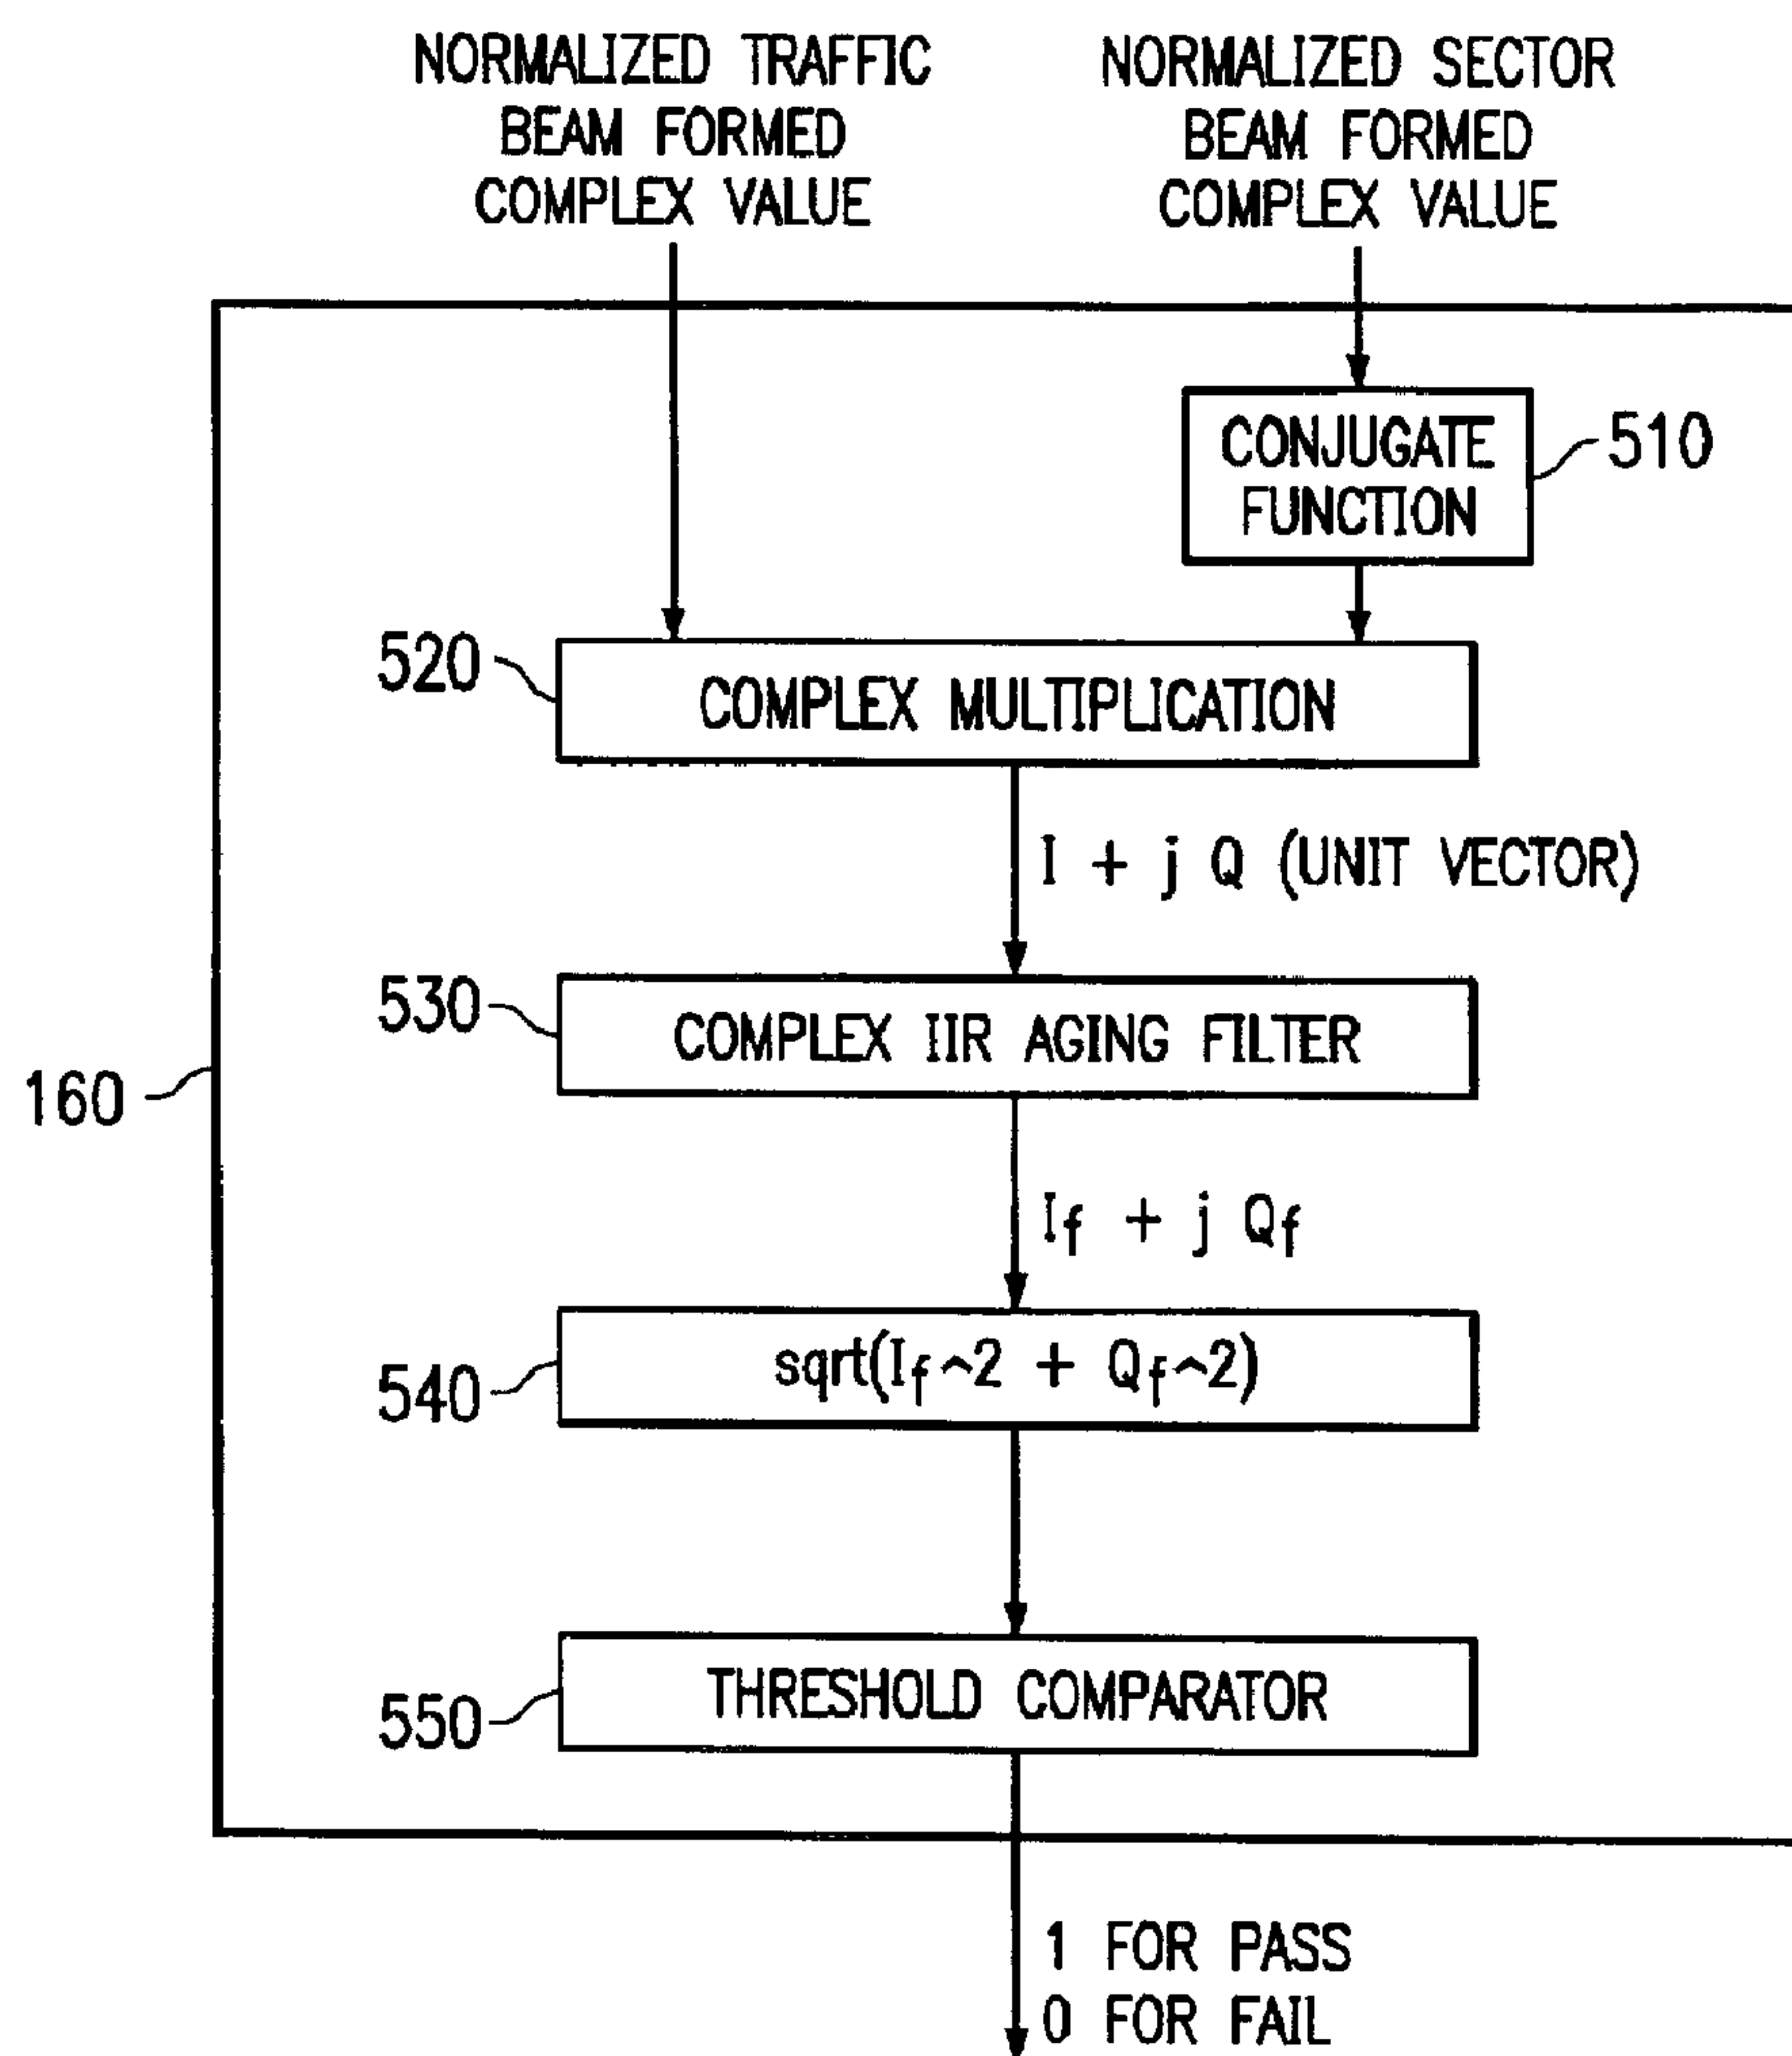 NORMALIZED TRAFFIC
BEAM FORMED
COMPLEX VALUE
NORMALIZED SECTOR
BEAM FORMED
COMPLEX VALUE
CONJUGATE
FUNCTION
510
520
COMPLEX MULTIPLICATION
I + j Q (UNIT VECTOR)
530
COMPLEX IIR AGING FILTER
160
If + j Qf
540
sqrt(If^2 + Qf^2)
550
THRESHOLD COMPARATOR
1 FOR PASS
0 FOR FAIL